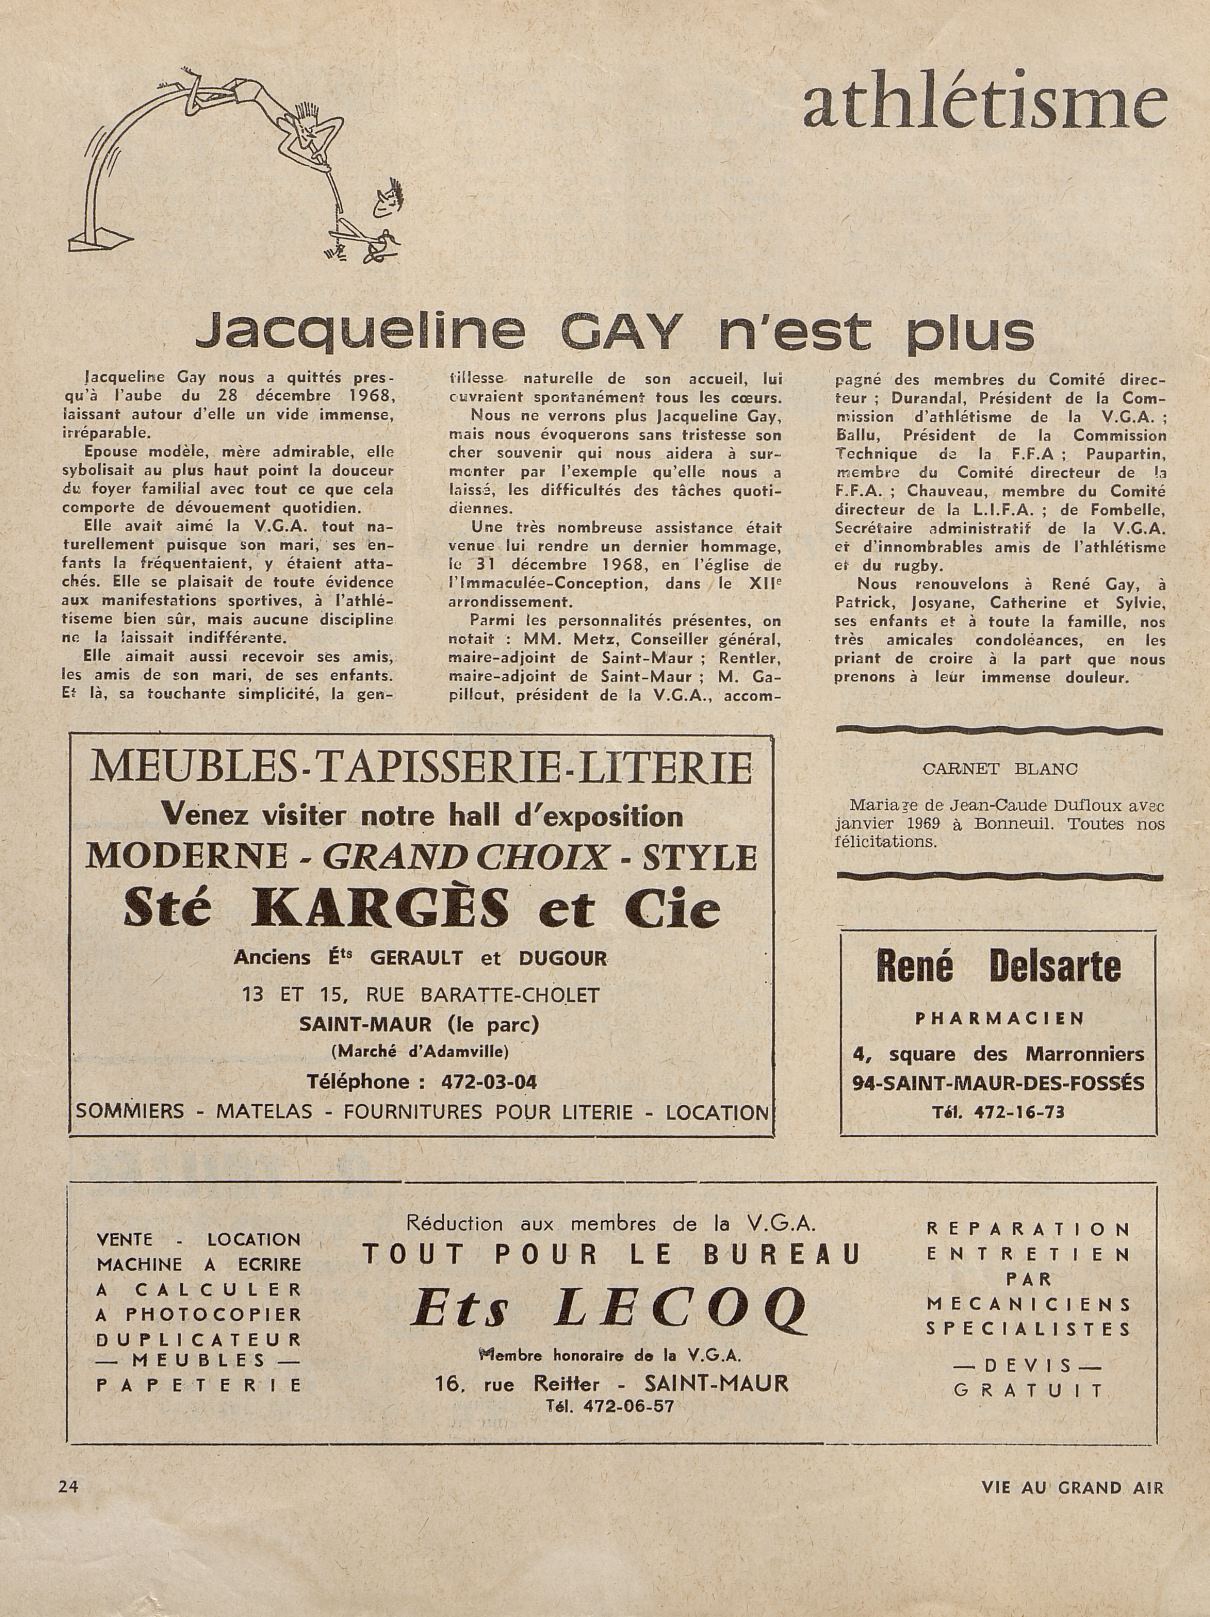 athlétisme
Jacqueline GAY n'est plus
Jacqueline Gay nous a quittés pres-
qu'à l'aube du 28 décembre 1968,
laissant autour d'elle un vide immense,
irréparable.
Epouse modèle, mère admirable, elle
sybolisait au plus haut point la douceur
du foyer familial avec tout ce que cela
comporte de dévouement quotidien.
Elle avait aimé la V.G.A. tout na-
turellement puisque son mari, ses en-
fants la fréquentaient, y étaient atta-
chés. Elle se plaisait de toute évidence
aux manifestations sportives, à l'athlé-
tiseme bien sûr, mais aucune discipline
ne la laissait indifférente.
Elle aimait aussi recevoir ses amis,
les amis de son mari, de ses enfants.
Et là, sa touchante simplicité, la gen-
tillesse naturelle de son accueil, lui
ouvraient spontanément tous les cœurs.
Nous ne verrons plus Jacqueline Gay,
mais nous évoquerons sans tristesse son
cher souvenir qui nous aidera à sur-
monter par l'exemple qu'elle nous a
laissé, les difficultés des tâches quoti-
diennes.
Une très nombreuse assistance était
venue lui rendre un dernier hommage,
le 31 décembre 1968, en l'église de
l'Immaculée-Conception, dans le XIIe
arrondissement.
Parmi les personnalités présentes, on
notait : MM. Metz, Conseiller général,
maire-adjoint de Saint-Maur ; Rentler,
maire-adjoint de Saint-Maur ; M. Ga-
pillout, président de la V.G.A., accom-
pagné des membres du Comité direc-
teur ; Durandal, Président de la Com-
mission d'athlétisme de la V.G.A. ;
Ballu, Président de la Commission
Technique de la F.F.A ; Paupartin,
membre du Comité directeur de la
F.F.A. ; Chauveau, membre du Comité
directeur de la L.I.F.A. ; de Fombelle,
Secrétaire administratif de la V.G.A.
et d'innombrables amis de l'athlétisme
et du rugby.
Nous renouvelons à René Gay, à
Patrick, Josyane, Catherine et Sylvie,
ses enfants et à toute la famille, nos
très amicales condoléances, en les
priant de croire à la part que nous
prenons à leur immense douleur.
CARNET BLANC
Mariage de Jean-Caude Dufloux avec
janvier 1969 à Bonneuil. Toutes nos
félicitations.
MEUBLES-TAPISSERIE-LITERIE
Venez visiter notre hall d'exposition
MODERNE - GRAND CHOIX - STYLE
Sté KARGÈS et Cie
Anciens Éts GERAULT et DUGOUR
13 ET 15, RUE BARATTE-CHOLET
SAINT-MAUR (le parc)
(Marché d'Adamville)
Téléphone : 472-03-04
SOMMIERS - MATELAS - FOURNITURES POUR LITERIE - LOCATION
René Delsarte
PHARMACIEN
4, square des Marronniers
94-SAINT-MAUR-DES-FOSSÉS
Tél. 472-16-73
VENTE - LOCATION
MACHINE A ECRIRE
A CALCULER
A PHOTOCOPIER
DUPLICATEUR
— MEUBLES —
PAPETERIE
Réduction aux membres de la V.G.A.
TOUT POUR LE BUREAU
Ets LECOQ
Membre honoraire de la V.G.A.
16, rue Reitter - SAINT-MAUR
Tél. 472-06-57
REPARATION
ENTRETIEN
PAR
MECANICIENS
SPECIALISTES
— DEVIS —
GRATUIT
24
VIE AU GRAND AIR